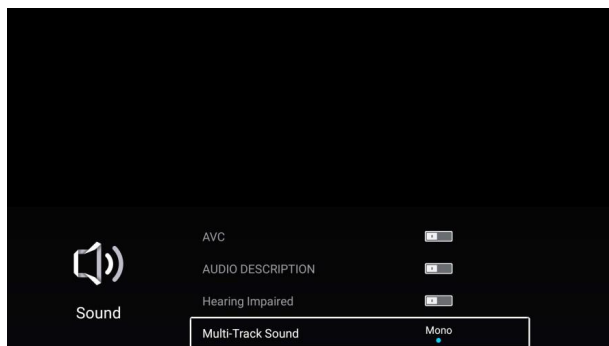 AVC
AUDIO DESCRIPTION
Hearing Impaired
Sound
Multi-Track Sound Mono